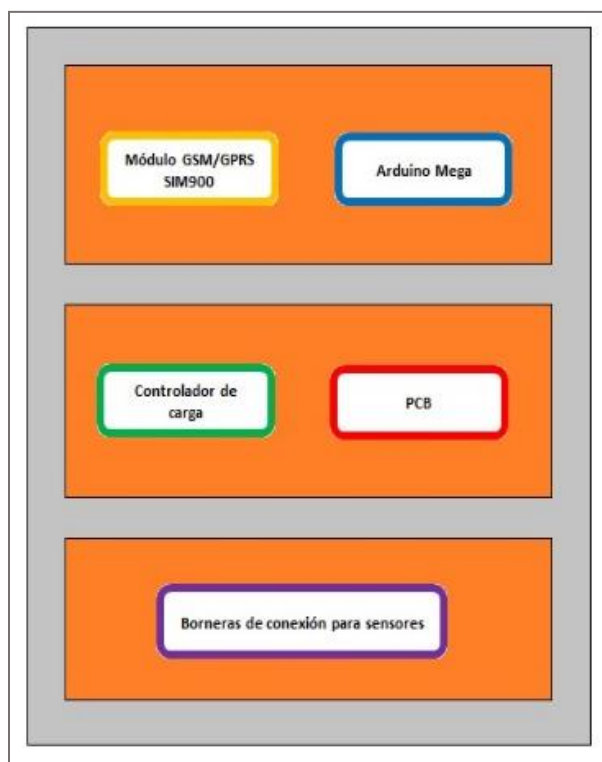 Módulo GSM/GPRS
SIM900
Arduino Mega
Controlador de
carga
PCB
Borneras de conexión para sensores